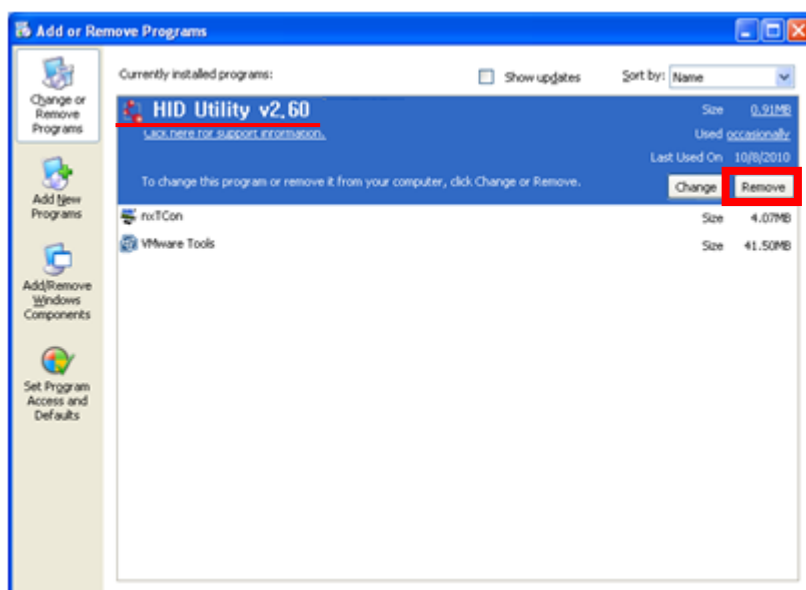 Add or Remove Programs
Change or
Remove
Programs
Add New
Programs
Add/Remove
Windows
Components
Set Program
Access and
Defaults
Currently installed programs:
Show updates
Sort by: Name
HID Utility v2.60
Size 0.91MB
Click here for support information.
Used occasionally
Last Used On 10/8/2010
To change this program or remove it from your computer, click Change or Remove.
Change
Remove
nxTCon
Size 4.07MB
VMware Tools
Size 41.50MB